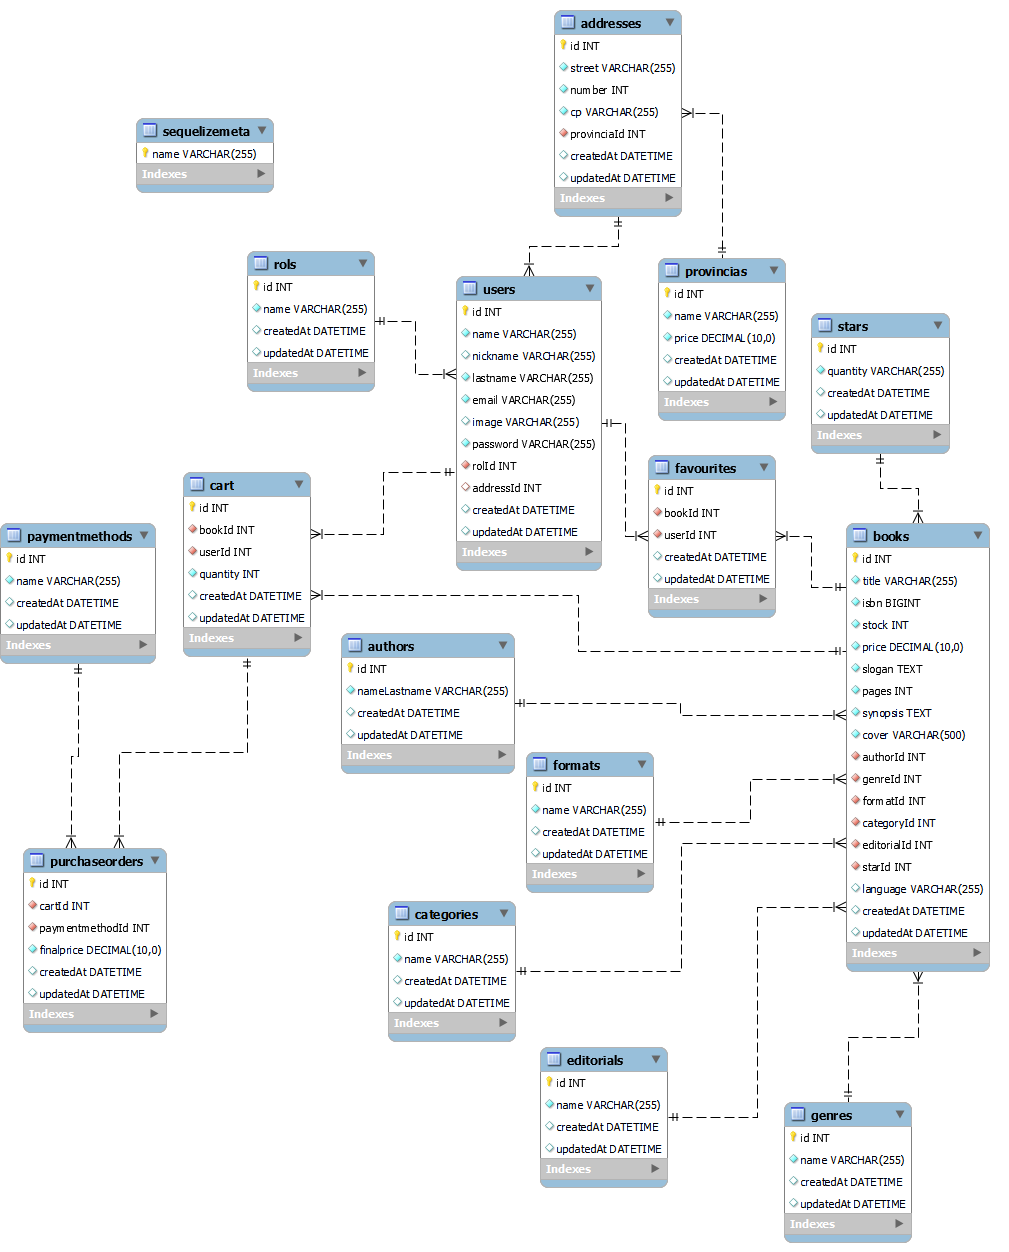 addresses
id INT
street VARCHAR(255)
number INT
cp VARCHAR(255)
provinciaId INT
createdAt DATETIME
updatedAt DATETIME
Indexes
sequelizemeta
name VARCHAR(255)
Indexes
rols
id INT
name VARCHAR(255)
createdAt DATETIME
updatedAt DATETIME
Indexes
users
id INT
name VARCHAR(255)
nickname VARCHAR(255)
lastname VARCHAR(255)
email VARCHAR(255)
image VARCHAR(255)
password VARCHAR(255)
rolId INT
addressId INT
createdAt DATETIME
updatedAt DATETIME
Indexes
provincias
id INT
name VARCHAR(255)
price DECIMAL(10,0)
createdAt DATETIME
updatedAt DATETIME
Indexes
stars
id INT
quantity VARCHAR(255)
createdAt DATETIME
updatedAt DATETIME
Indexes
favourites
id INT
bookId INT
userId INT
createdAt DATETIME
updatedAt DATETIME
Indexes
cart
id INT
bookId INT
userId INT
quantity INT
createdAt DATETIME
updatedAt DATETIME
Indexes
paymentmethods
id INT
name VARCHAR(255)
createdAt DATETIME
updatedAt DATETIME
Indexes
books
id INT
title VARCHAR(255)
isbn BIGINT
stock INT
price DECIMAL(10,0)
slogan TEXT
pages INT
synopsis TEXT
cover VARCHAR(500)
authorId INT
genreId INT
formatId INT
categoryId INT
editorialId INT
starId INT
language VARCHAR(255)
createdAt DATETIME
updatedAt DATETIME
Indexes
authors
id INT
nameLastname VARCHAR(255)
createdAt DATETIME
updatedAt DATETIME
Indexes
formats
id INT
name VARCHAR(255)
createdAt DATETIME
updatedAt DATETIME
Indexes
purchaseorders
id INT
cartId INT
paymentmethodId INT
finalprice DECIMAL(10,0)
createdAt DATETIME
updatedAt DATETIME
Indexes
categories
id INT
name VARCHAR(255)
createdAt DATETIME
updatedAt DATETIME
Indexes
editorials
id INT
name VARCHAR(255)
createdAt DATETIME
updatedAt DATETIME
Indexes
genres
id INT
name VARCHAR(255)
createdAt DATETIME
updatedAt DATETIME
Indexes